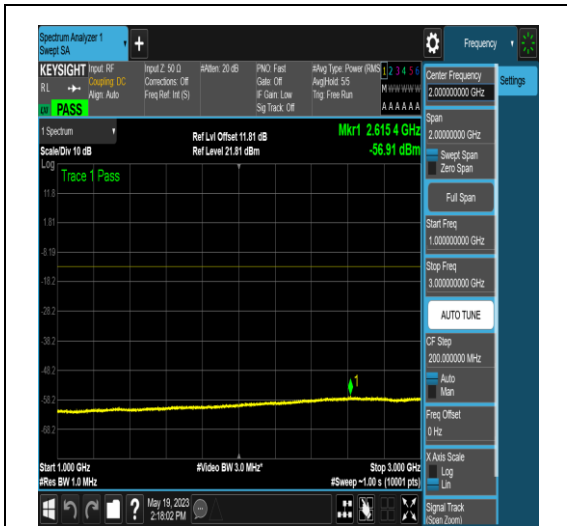 Spectrum Analyzer 1
Swept SA
+
Frequency
KEYSIGHT
RL
PASS
Input: RF
Coupling: DC
Align: Auto
Input Z: 50 Ω
Corrections: Off
Freq Ref: Int (S)
#Atten: 20 dB
PNO: Fast
Gate: Off
IF Gain: Low
Sig Track: Off
#Avg Type: Power (RMS
Avg|Hold: 5/5
Trig: Free Run
1 2 3 4 5 6
M W W W W W
A A A A A A
Settings
1 Spectrum
Scale/Div 10 dB
Ref Lvl Offset 11.81 dB
Ref Level 21.81 dBm
Mkr1 2.615 4 GHz
-56.91 dBm
Log
Trace 1 Pass
11.8
1.81
-8.19
-18.2
-28.2
-38.2
-48.2
-58.2
-68.2
1
Start 1.000 GHz
#Res BW 1.0 MHz
#Video BW 3.0 MHz*
Stop 3.000 GHz
#Sweep ~1.00 s (10001 pts)
Center Frequency
2.000000000 GHz
Span
2.00000000 GHz
Swept Span
Zero Span
Full Span
Start Freq
1.000000000 GHz
Stop Freq
3.000000000 GHz
AUTO TUNE
CF Step
200.000000 MHz
Auto
Man
Freq Offset
0 Hz
X Axis Scale
Log
Lin
Signal Track
(Span Zoom)
?
May 19, 2023
2:18:02 PM